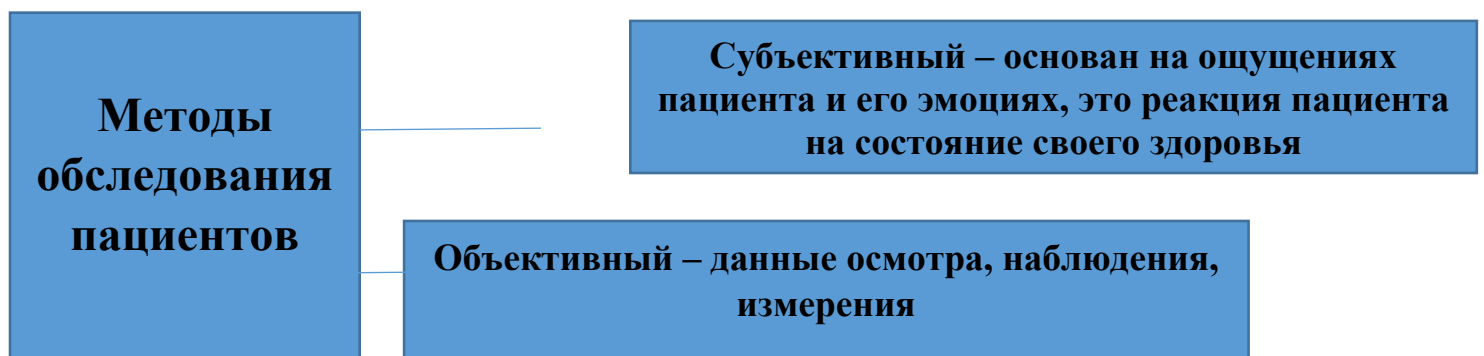 Методы
обследования
пациентов
Субъективный – основан на ощущениях
пациента и его эмоциях, это реакция пациента
на состояние своего здоровья
Объективный – данные осмотра, наблюдения,
измерения